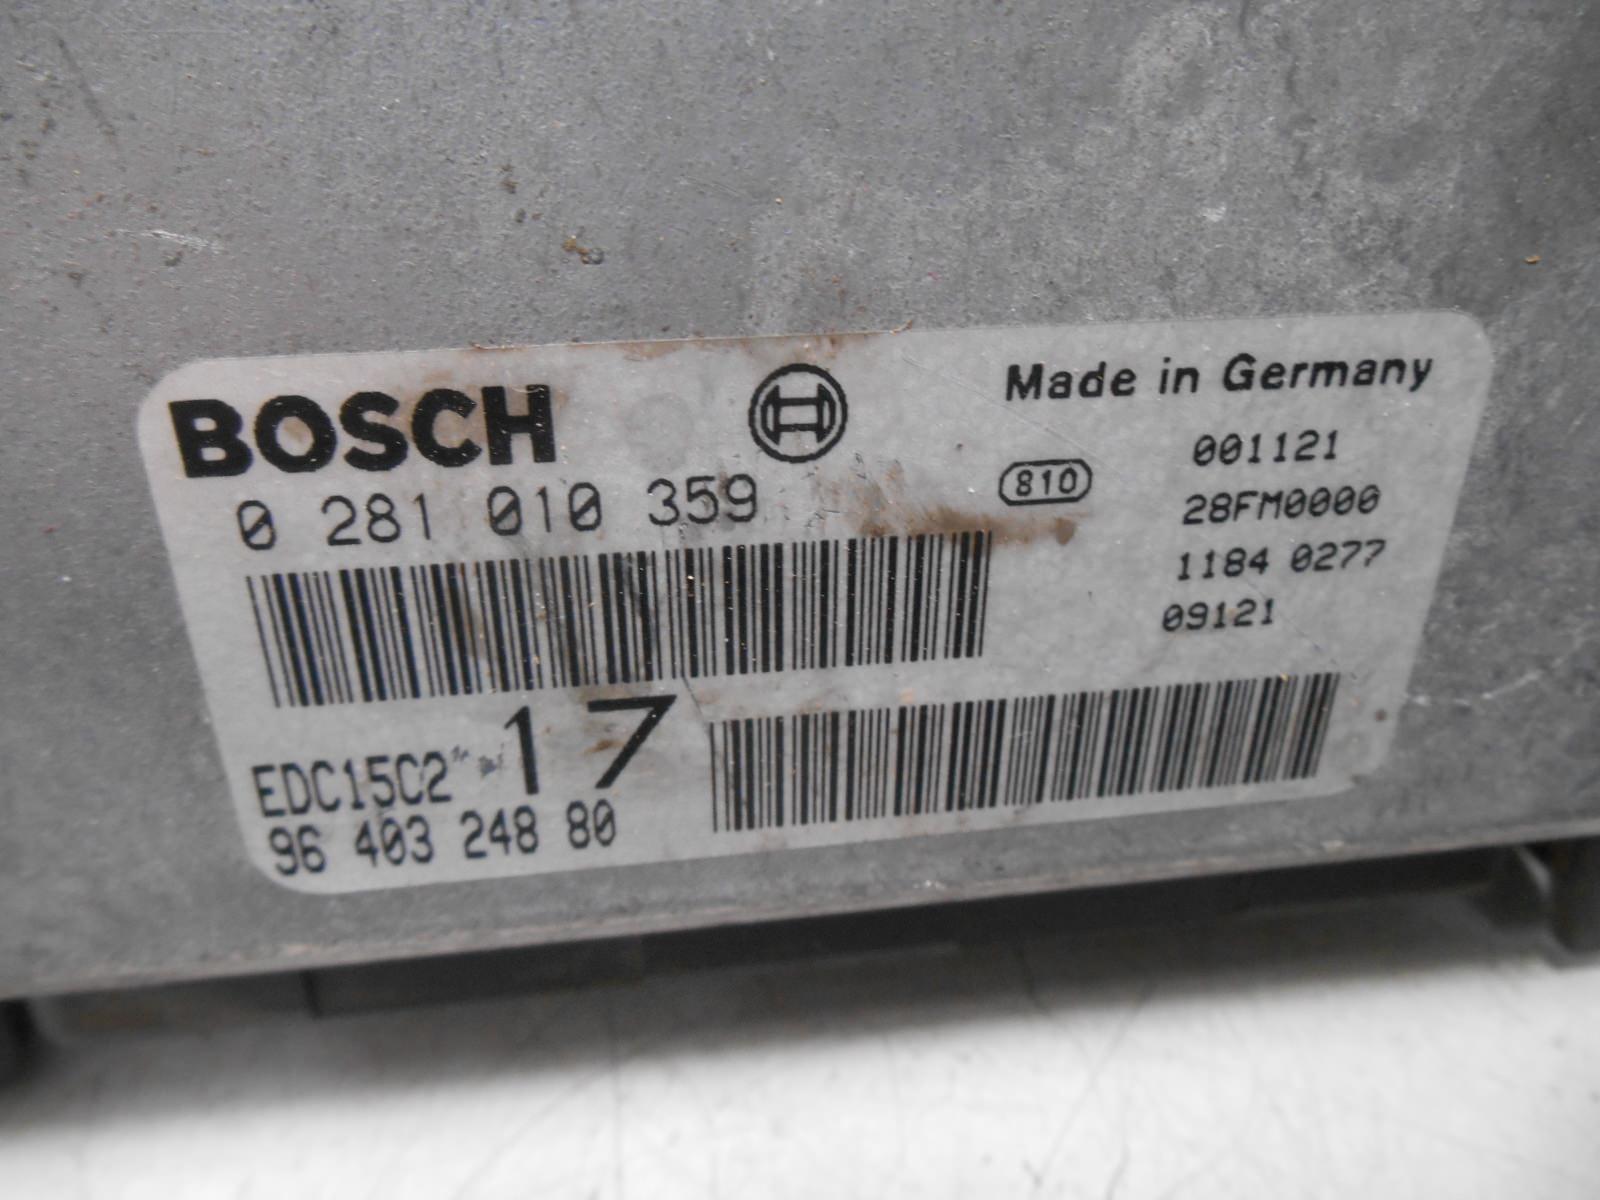 BOSCH
Made in Germany
0 281 010 359
810
001121
28FM0000
1184 0277
09121
EDC15C2
17
96 403 248 80